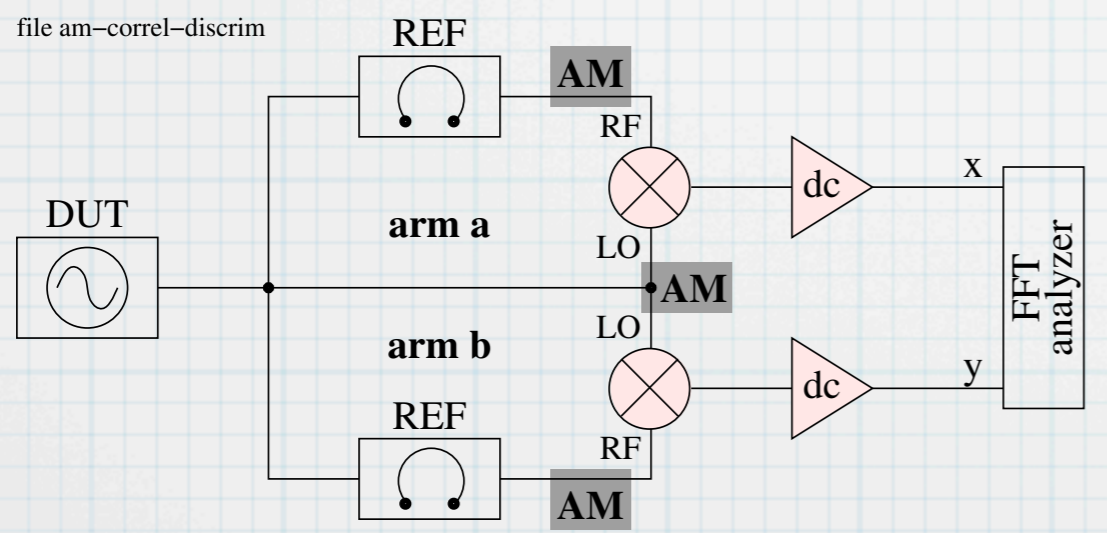 file am−correl−discrim
REF
AM
RF
dc
x
DUT
arm a
LO
AM
FFT
analyzer
LO
arm b
dc
y
REF
RF
AM